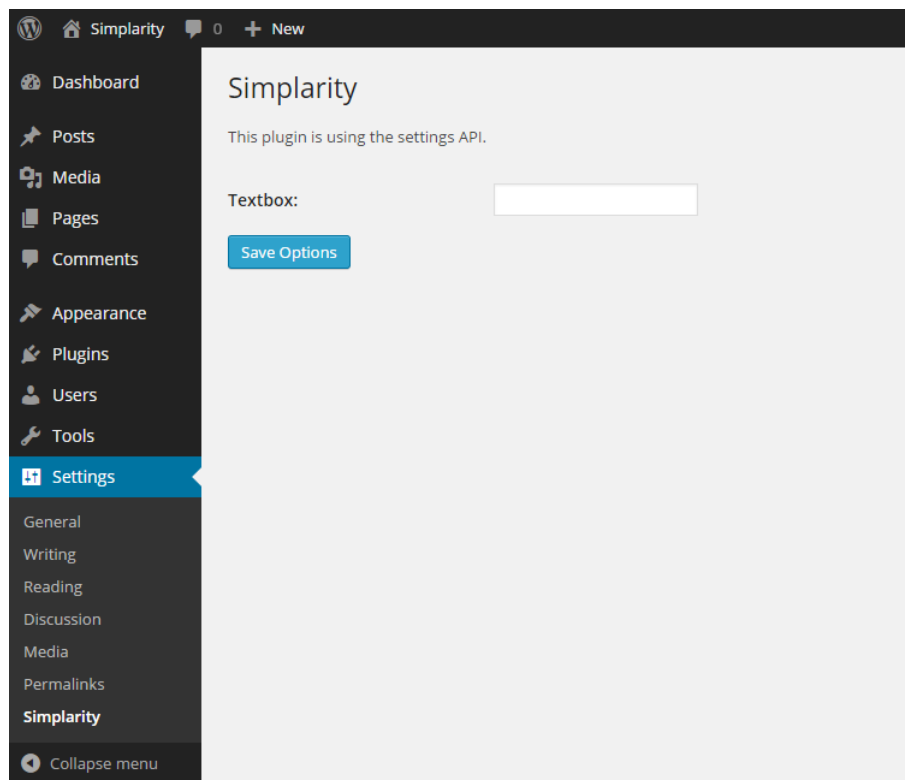 Simplarity 0 New
Dashboard
Posts
Media
Pages
Comments
Appearance
Plugins
Users
Tools
Settings
General
Writing
Reading
Discussion
Media
Permalinks
Simplarity
Collapse menu
Simplarity
This plugin is using the settings API.
Textbox:
Save Options